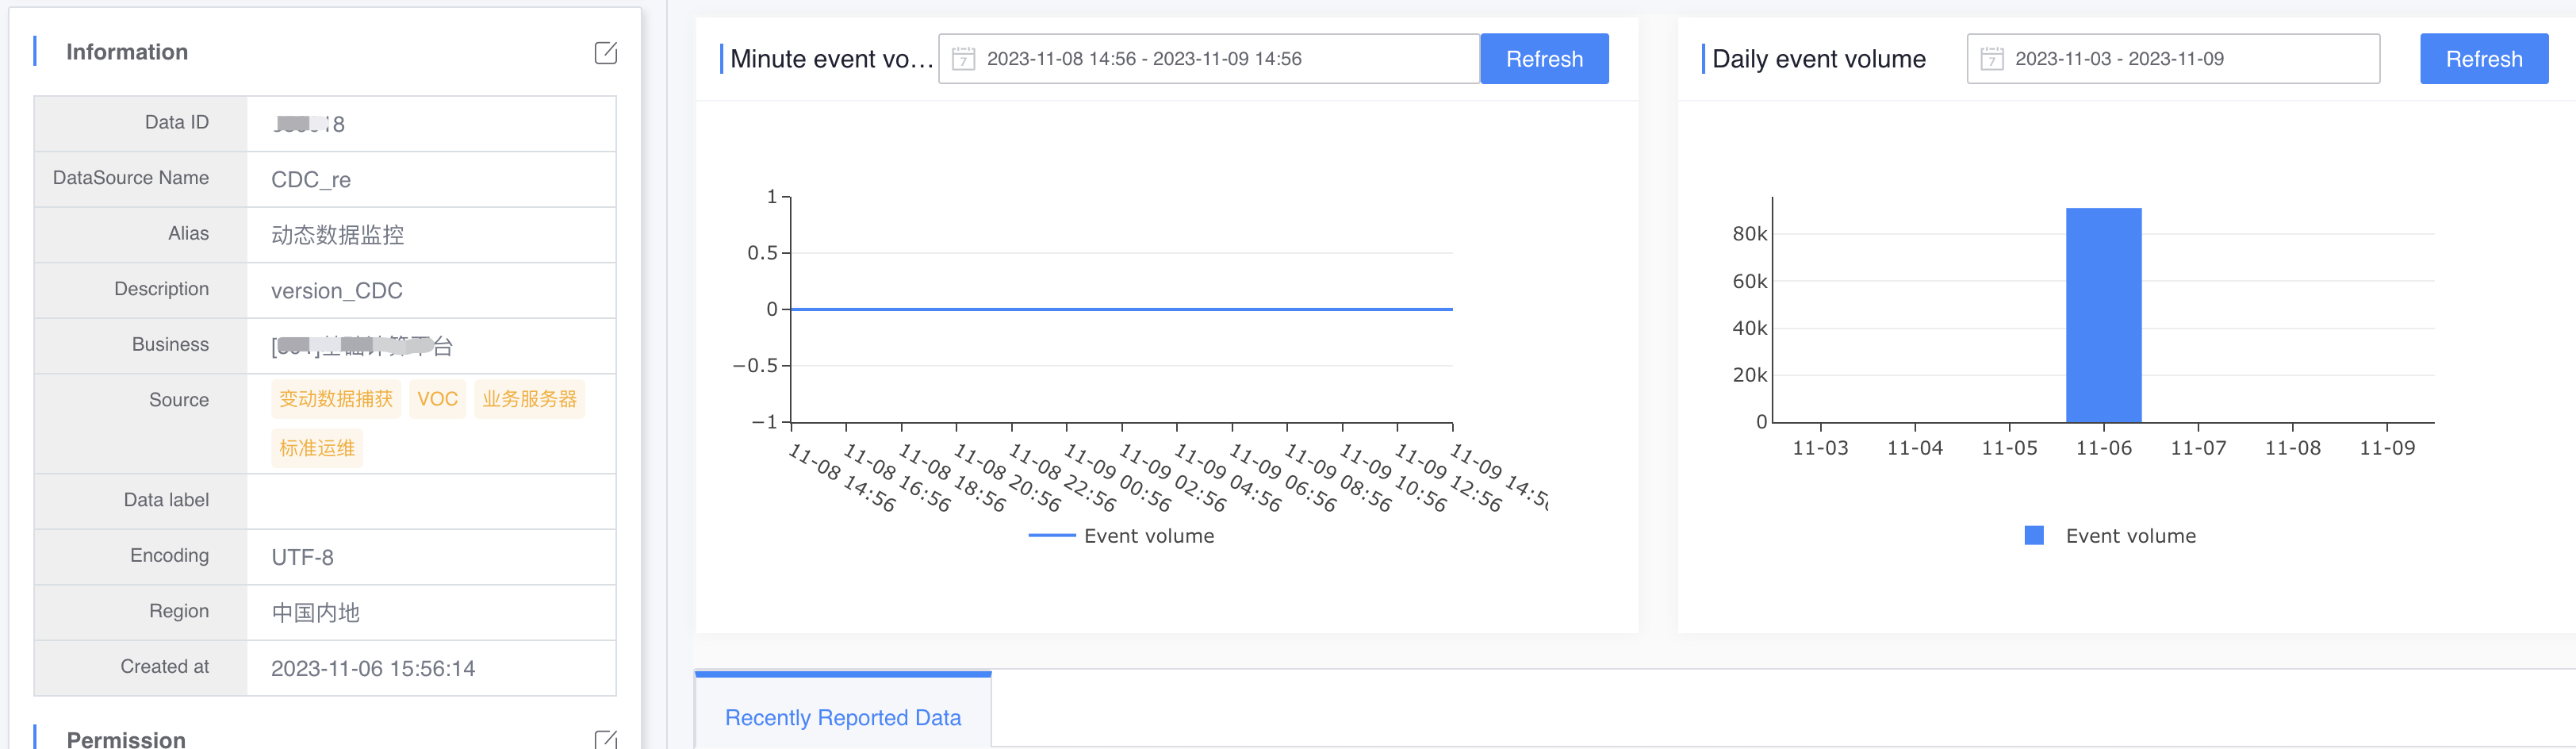 Information
Data ID 8
DataSource Name CDC_re
Alias 动态数据监控
Description version_CDC
Business 台
Source 变动数据捕获 VOC 业务服务器
标准运维
Data label
Encoding UTF-8
Region 中国内地
Created at 2023-11-06 15:56:14
Permission
Minute event vo... 2023-11-08 14:56 - 2023-11-09 14:56 Refresh
1
0.5
0
−0.5
−1
11-08 14:56
11-08 16:56
11-08 18:56
11-08 20:56
11-08 22:56
11-09 00:56
11-09 02:56
11-09 04:56
11-09 06:56
11-09 08:56
11-09 10:56
11-09 12:56
11-09 14:5
Event volume
Daily event volume 2023-11-03 - 2023-11-09 Refresh
80k
60k
40k
20k
0
11-03 11-04 11-05 11-06 11-07 11-08 11-09
Event volume
Recently Reported Data